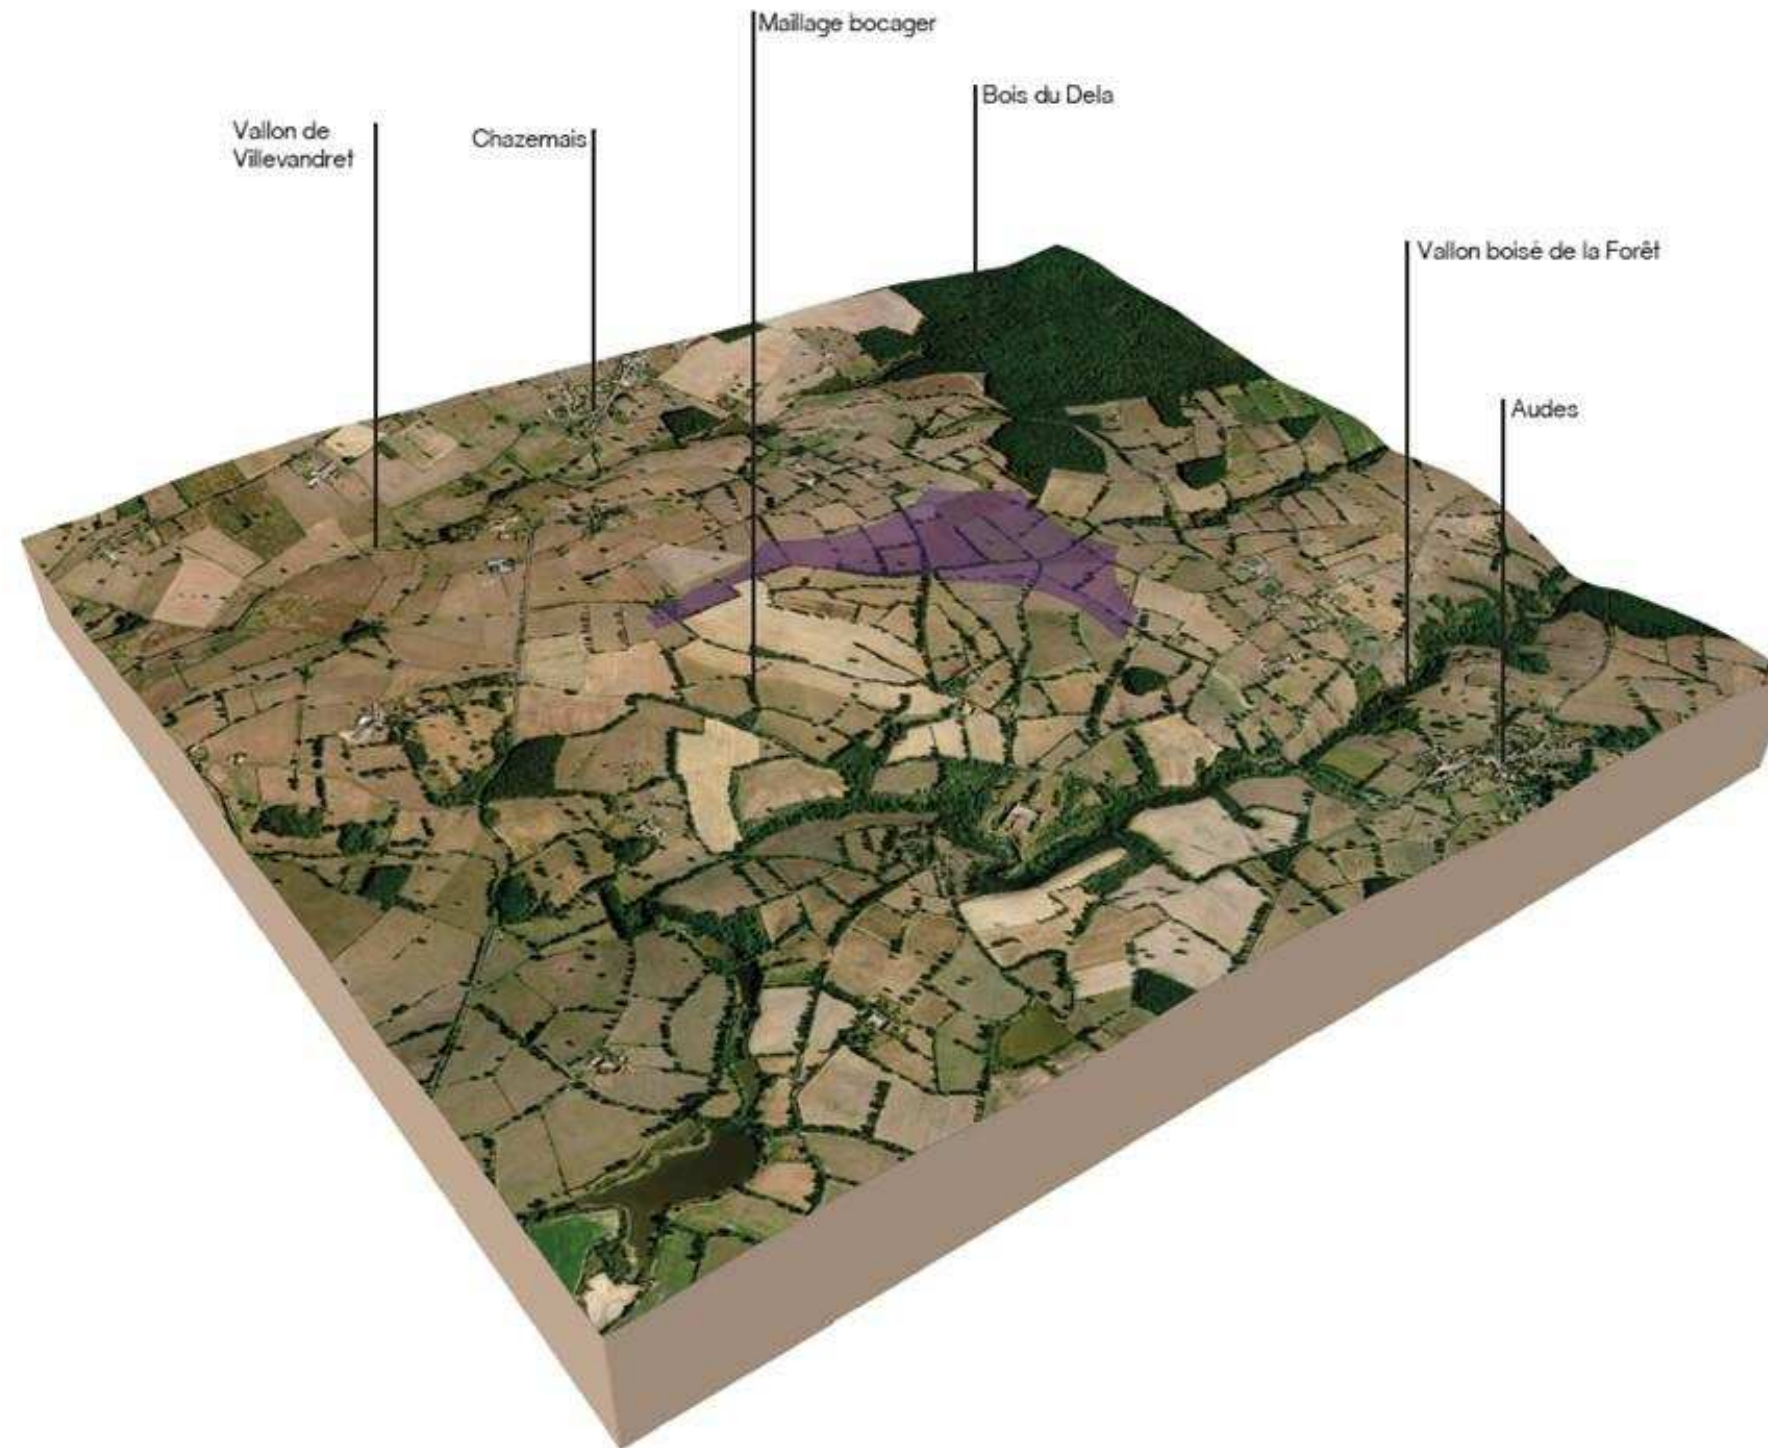 Maillage bocager
Bois du Dela
Vallon de
Villevandret
Chazemais
Vallon boisé de la Forêt
Audes